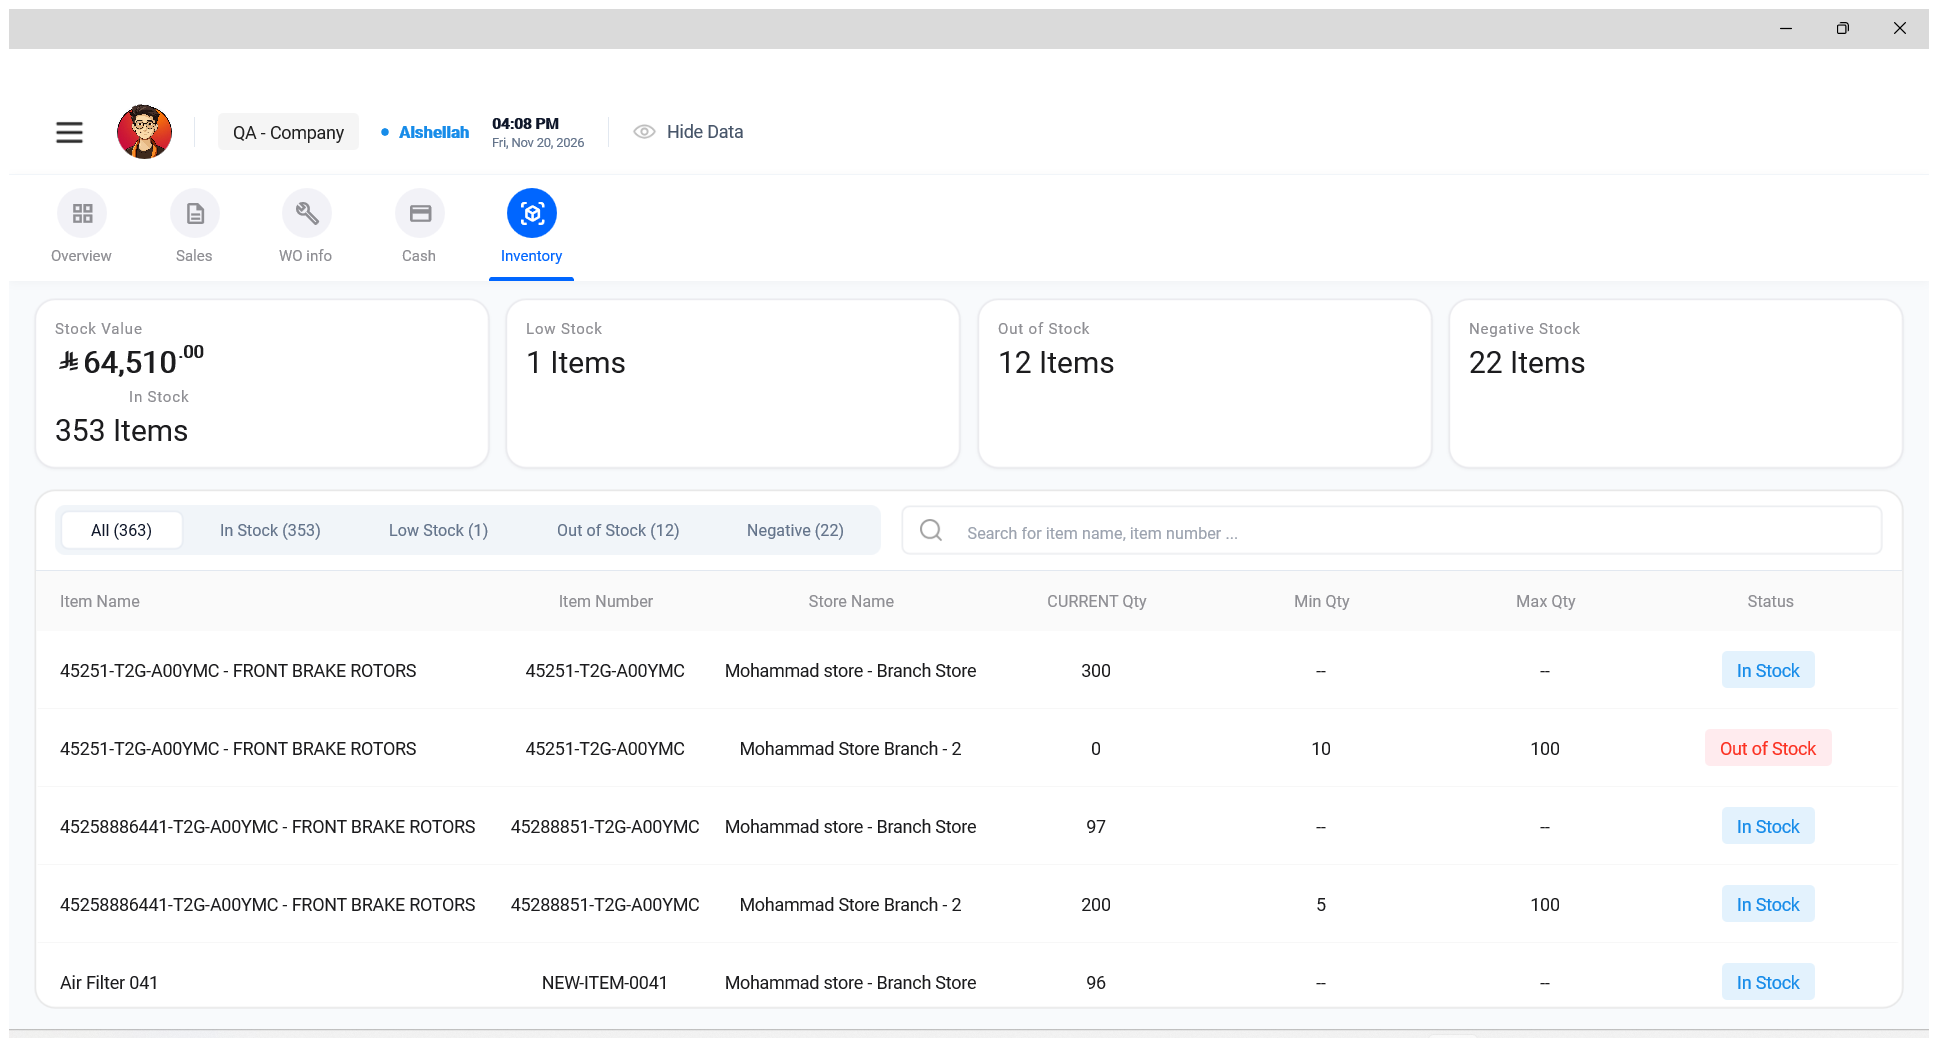 QA - Company
Alshellah
04:08 PM
Fri, Nov 20, 2026
Hide Data
Overview
Sales
WO info
Cash
Inventory
Stock Value
64,510.00
In Stock
353 Items
Low Stock
1 Items
Out of Stock
12 Items
Negative Stock
22 Items
All (363)
In Stock (353)
Low Stock (1)
Out of Stock (12)
Negative (22)
Search for item name, item number ...
Item Name Item Number Store Name CURRENT Qty Min Qty Max Qty Status
45251-T2G-A00YMC - FRONT BRAKE ROTORS 45251-T2G-A00YMC Mohammad store - Branch Store 300 -- -- In Stock
45251-T2G-A00YMC - FRONT BRAKE ROTORS 45251-T2G-A00YMC Mohammad Store Branch - 2 0 10 100 Out of Stock
45258886441-T2G-A00YMC - FRONT BRAKE ROTORS 45288851-T2G-A00YMC Mohammad store - Branch Store 97 -- -- In Stock
45258886441-T2G-A00YMC - FRONT BRAKE ROTORS 45288851-T2G-A00YMC Mohammad Store Branch - 2 200 5 100 In Stock
Air Filter 041 NEW-ITEM-0041 Mohammad store - Branch Store 96 -- -- In Stock